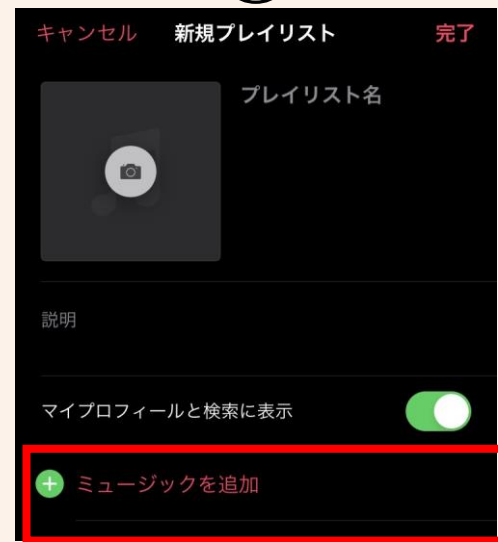 キャンセル 新規プレイリスト 完了
プレイリスト名
説明
マイプロフィールと検索に表示
ミュージックを追加